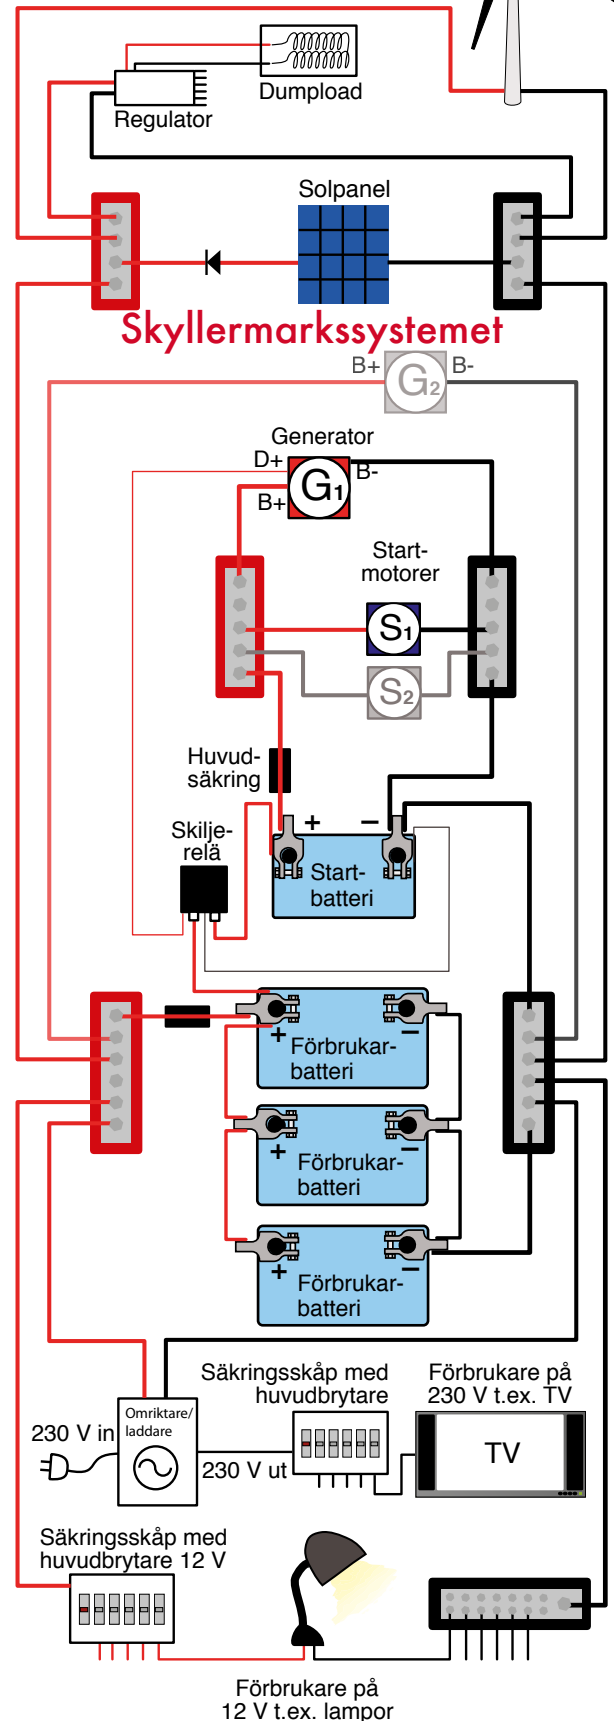 Dumpload
Regulator
Solpanel
Skyllermarkssystemet
B+
G2
B-
Generator
D+
G1
B-
B+
Start-
motorer
S1
S2
Huvud-
säkring
+
−
Skilje-
relä
Start-
batteri
+
−
Förbrukar-
batteri
+
−
Förbrukar-
batteri
+
−
Förbrukar-
batteri
Säkringsskåp med
huvudbrytare
Förbrukare på
230 V t.ex. TV
Omriktare/
laddare
230 V in
230 V ut
TV
Säkringsskåp med
huvudbrytare 12 V
Förbrukare på
12 V t.ex. lampor